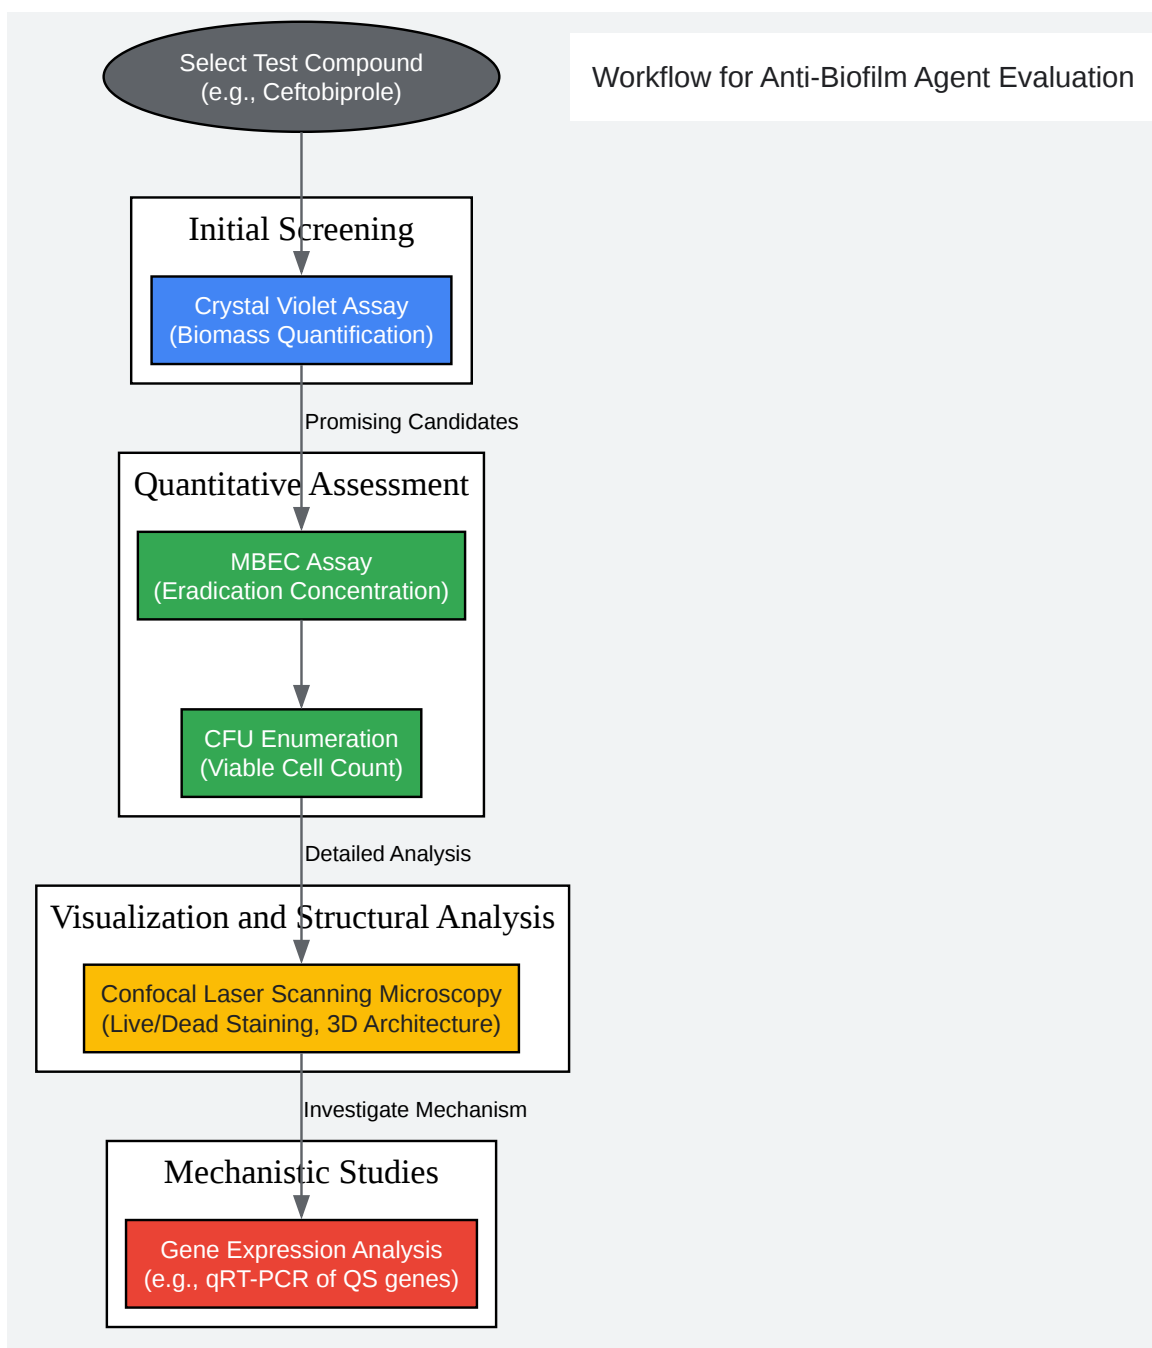 Select Test Compound
(e.g., Ceftobiprole)
Workflow for Anti-Biofilm Agent Evaluation
Initial Screening
Crystal Violet Assay
(Biomass Quantification)
Promising Candidates
Quantitative Assessment
MBEC Assay
(Eradication Concentration)
CFU Enumeration
(Viable Cell Count)
Detailed Analysis
Visualization and Structural Analysis
Confocal Laser Scanning Microscopy
(Live/Dead Staining, 3D Architecture)
Investigate Mechanism
Mechanistic Studies
Gene Expression Analysis
(e.g., qRT-PCR of QS genes)